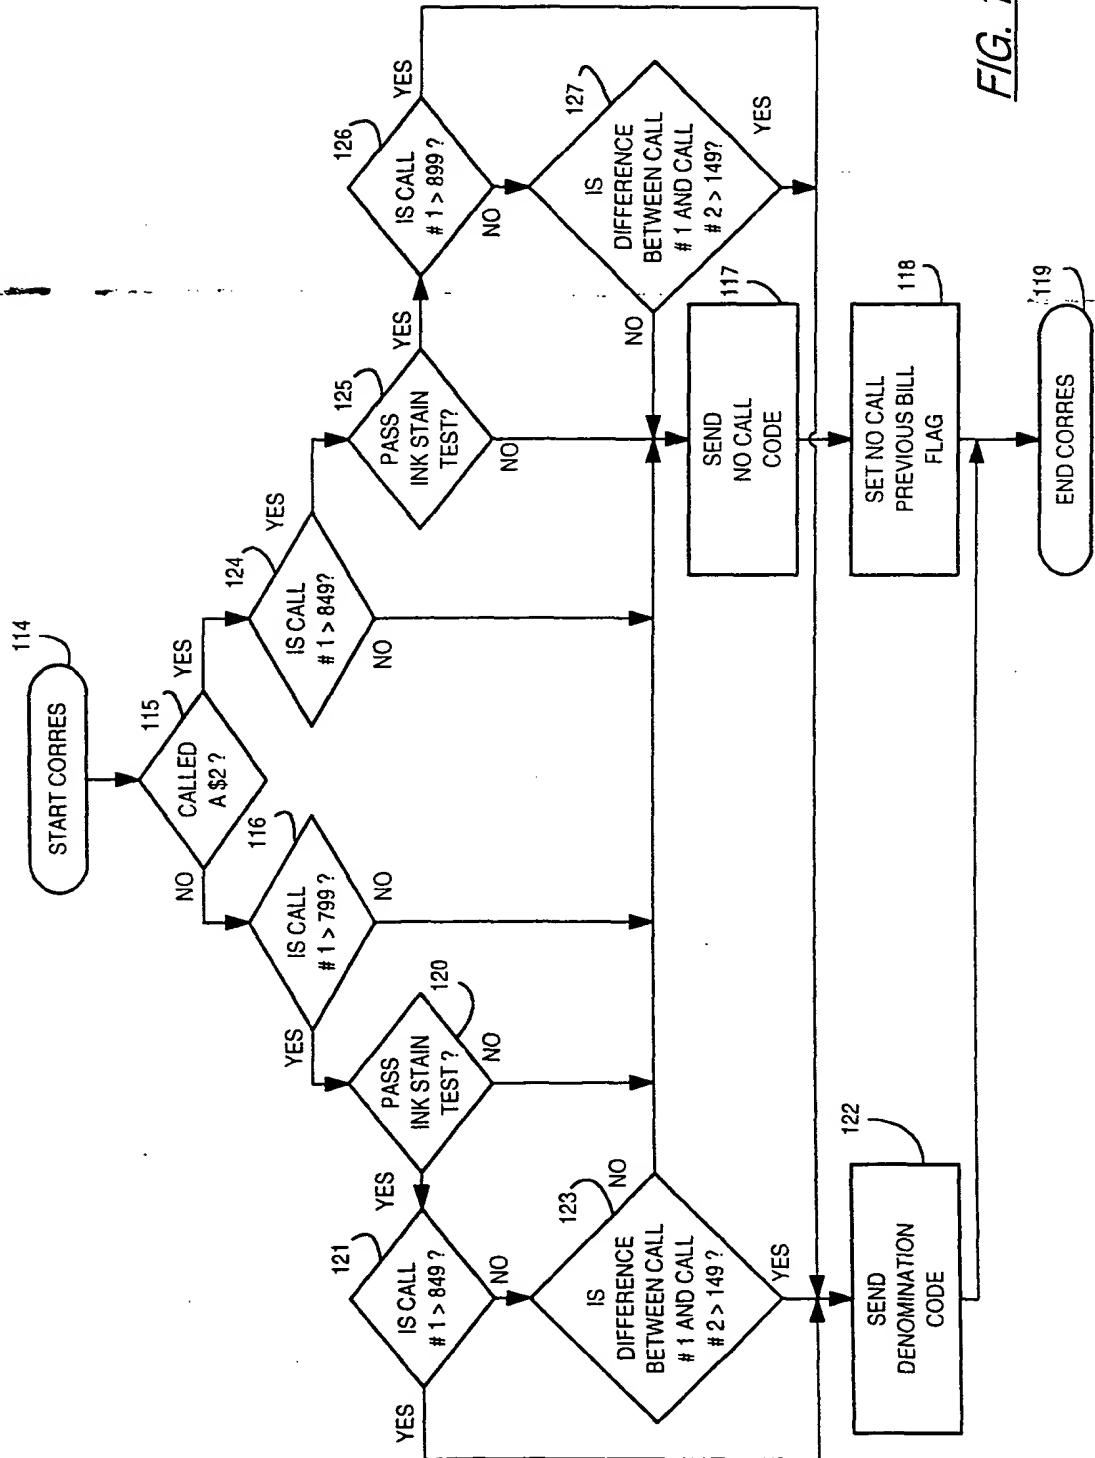 114
START CORRES
115
CALLED
A $2 ?
NO
YES
116
IS CALL
# 1 > 799 ?
YES
NO
124
IS CALL
# 1 > 849?
YES
NO
120
PASS
INK STAIN
TEST ?
YES
NO
125
PASS
INK STAIN
TEST?
YES
NO
121
IS CALL
# 1 > 849 ?
YES
NO
126
IS CALL
# 1 > 899 ?
YES
NO
123
IS
DIFFERENCE
BETWEEN CALL
# 1 AND CALL
# 2 > 149 ?
NO
YES
127
IS
DIFFERENCE
BETWEEN CALL
# 1 AND CALL
# 2 > 149?
NO
YES
117
SEND
NO CALL
CODE
122
SEND
DENOMINATION
CODE
118
SET NO CALL
PREVIOUS BILL
FLAG
119
END CORRES
FIG.